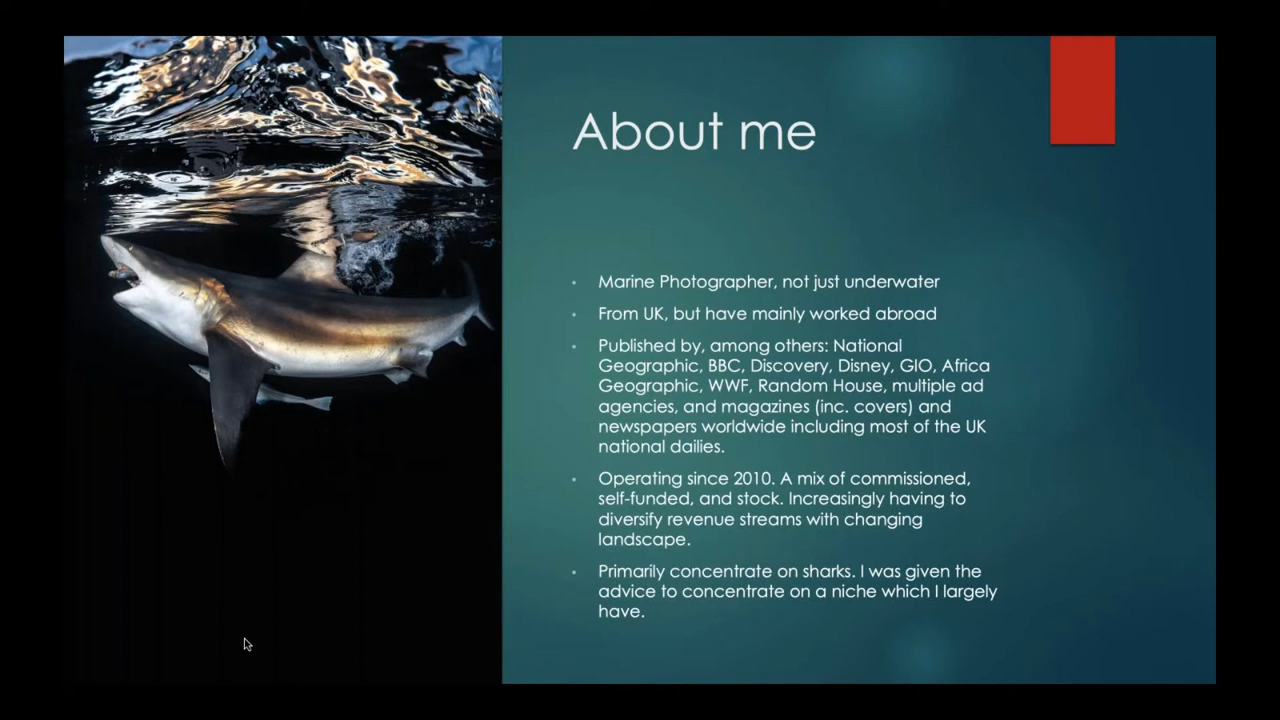 About me
Marine Photographer, not just underwater
From UK, but have mainly worked abroad
Published by, among others: National
Geographic, BBC, Discovery, Disney, GIO, Africa
Geographic, WWF, Random House, multiple ad
agencies, and magazines (inc. covers) and
newspapers worldwide including most of the UK
national dailies.
Operating since 2010. A mix of commissioned,
self-funded, and stock. Increasingly having to
diversify revenue streams with changing
landscape.
Primarily concentrate on sharks. I was given the
advice to concentrate on a niche which I largely
have.